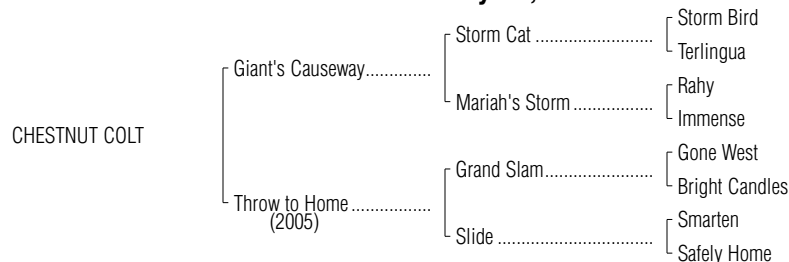 Storm Bird
Storm Cat ........................
Terlingua
Giant's Causeway..............
Rahy
Mariah's Storm .................
Immense
CHESTNUT COLT
Gone West
Grand Slam.......................
Bright Candles
Throw to Home .................
(2005)
Smarten
Slide .................................
Safely Home